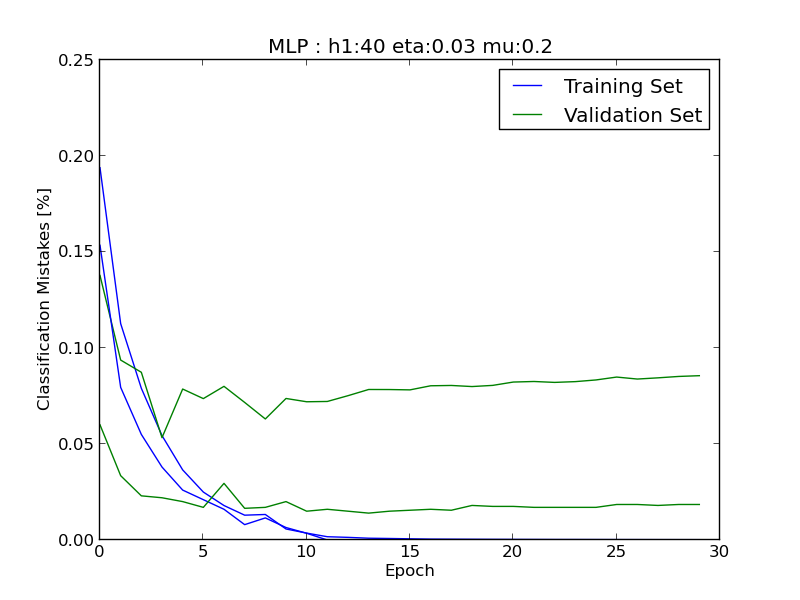 MLP : h1:40 eta:0.03 mu:0.2
0.25
Training Set
Validation Set
0.20
0.15
0.10
0.05
0.00
Classification Mistakes [%]
0 5 10 15 20 25 30
Epoch